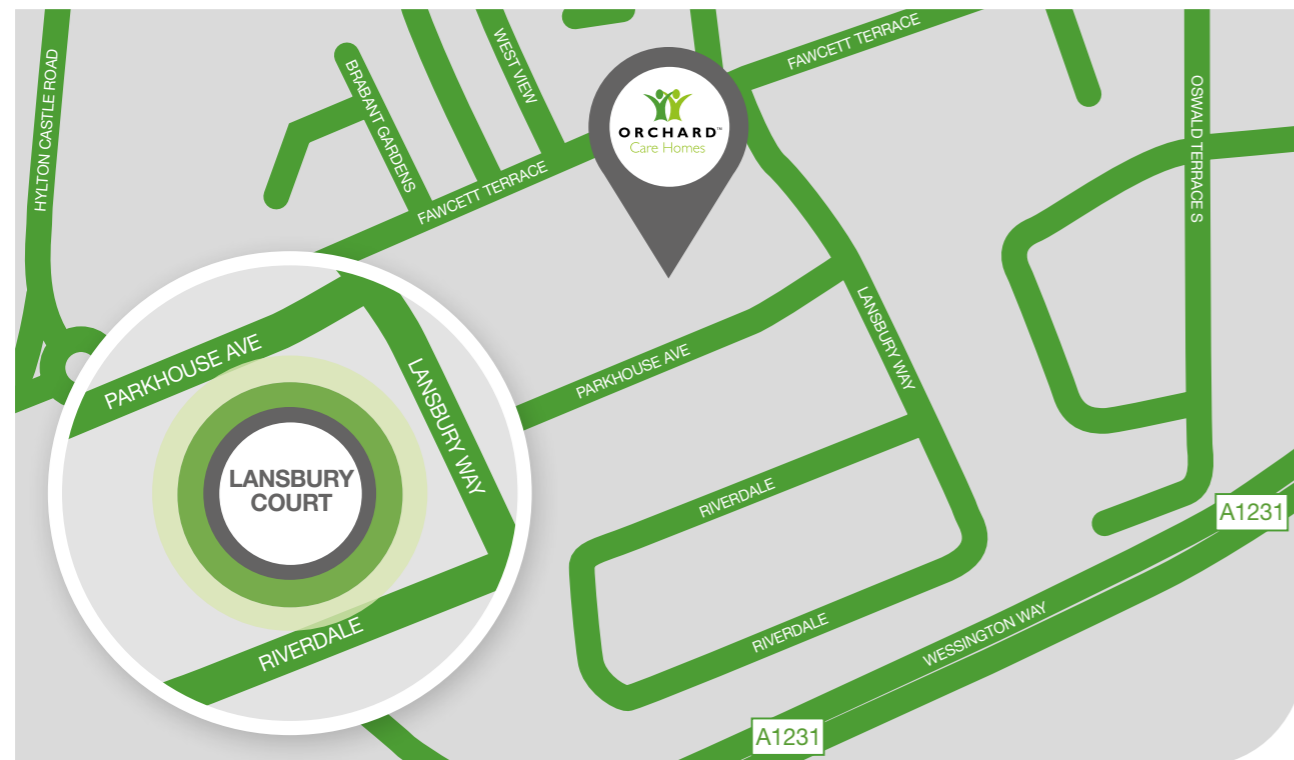 HYLTON CASTLE ROAD
BRABANT GARDENS
WEST VIEW
FAWCETT TERRACE
ORCHARD™
Care Homes
FAWCETT TERRACE
OSWALD TERRACE S
PARKHOUSE AVE
LANSBURY WAY
LANSBURY
COURT
RIVERDALE
PARKHOUSE AVE
LANSBURY WAY
RIVERDALE
RIVERDALE
WESSINGTON WAY
A1231
A1231